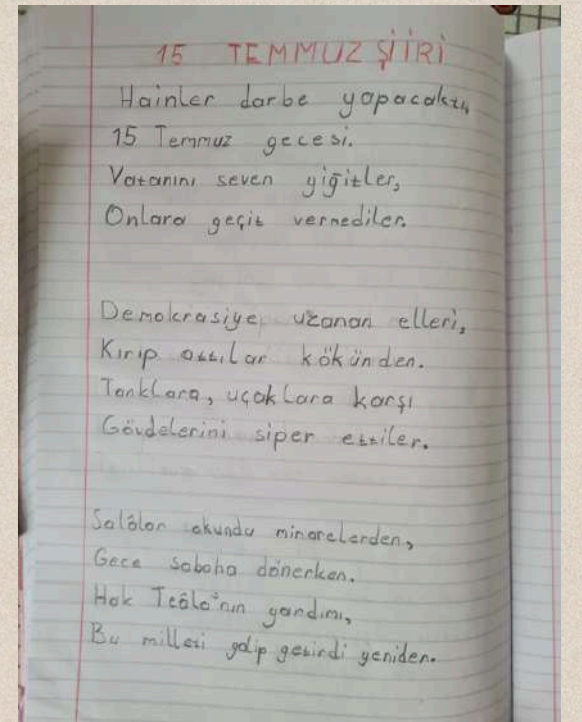 15 TEMMUZ ŞİİRİ
Hainler darbe yapacaktı,
15 Temmuz gecesi.
Vatanını seven yiğitler,
Onlara geçit vermediler.
Demokrasiye uzanan elleri,
Kırıp attılar kökünden.
Tanklara, uçaklara karşı
Gövdelerini siper ettiler.
Salâlar okundu minarelerden,
Gece sabaha dönerken.
Hak Teâlâ'nın yardımı,
Bu milleti galip getirdi yeniden.